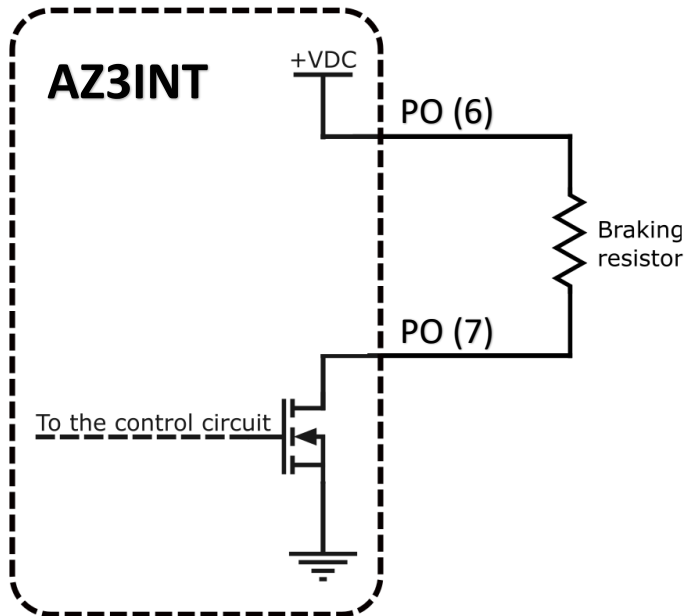 AZ3INT
+VDC
PO (6)
Braking
resistor
PO (7)
To the control circuit